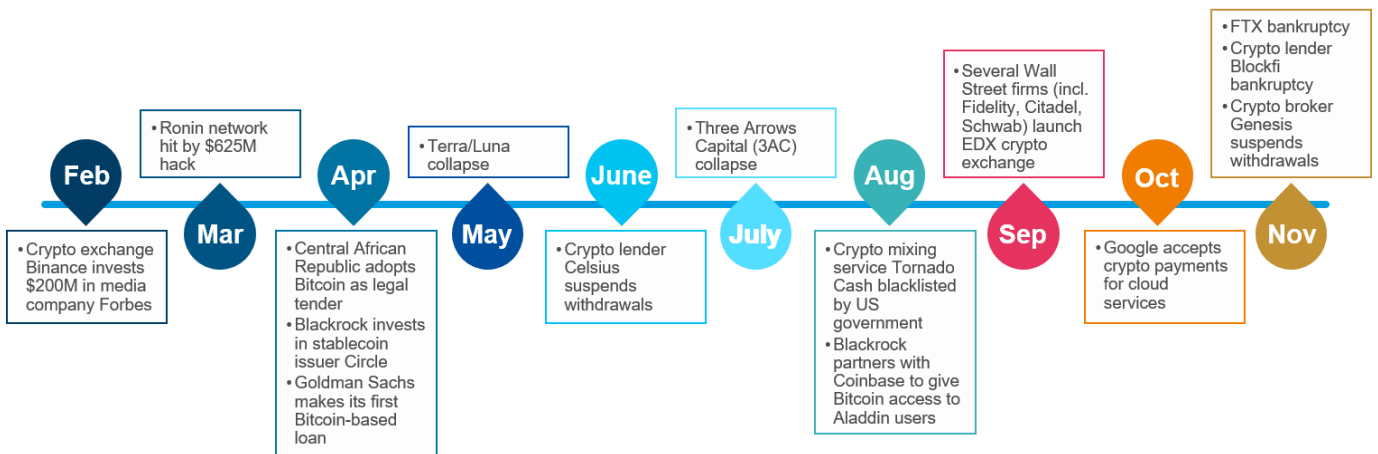 Feb
• Crypto exchange
Binance invests
$200M in media
company Forbes
• Ronin network
hit by $625M
hack
Mar
Apr
• Central African
Republic adopts
Bitcoin as legal
tender
• Blackrock invests
in stablecoin
issuer Circle
• Goldman Sachs
makes its first
Bitcoin-based
loan
• Terra/Luna
collapse
May
June
• Crypto lender
Celsius
suspends
withdrawals
• Three Arrows
Capital (3AC)
collapse
July
Aug
• Crypto mixing
service Tornado
Cash blacklisted
by US
government
• Blackrock
partners with
Coinbase to give
Bitcoin access to
Aladdin users
• Several Wall
Street firms (incl.
Fidelity, Citadel,
Schwab) launch
EDX crypto
exchange
Sep
Oct
• Google accepts
crypto payments
for cloud
services
• FTX bankruptcy
• Crypto lender
Blockfi
bankruptcy
• Crypto broker
Genesis
suspends
withdrawals
Nov